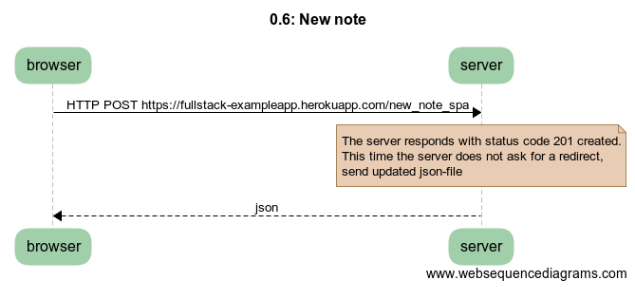 0.6: New note
browser
server
HTTP POST https://fullstack-exampleapp.herokuapp.com/new_note_spa
The server responds with status code 201 created.
This time the server does not ask for a redirect,
send updated json-file
json
browser
server
www.websequencediagrams.com